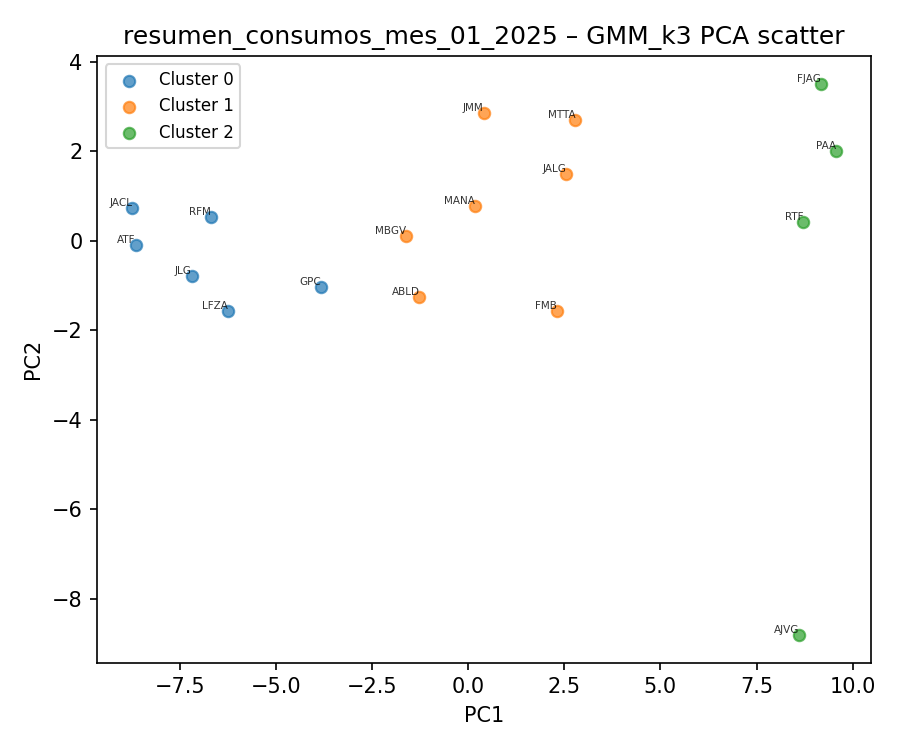 resumen_consumos_mes_01_2025 – GMM_k3 PCA scatter
Cluster 0
Cluster 1
Cluster 2
FJAG
JMM
MTTA
PAA
JALG
MANA
JACL
RFM
RTF
MBGV
ATF
JLG
GPC
ABLD
LFZA
FMB
AJVG
4
2
0
−2
−4
−6
−8
PC2
−7.5
−5.0
−2.5
0.0
2.5
5.0
7.5
10.0
PC1